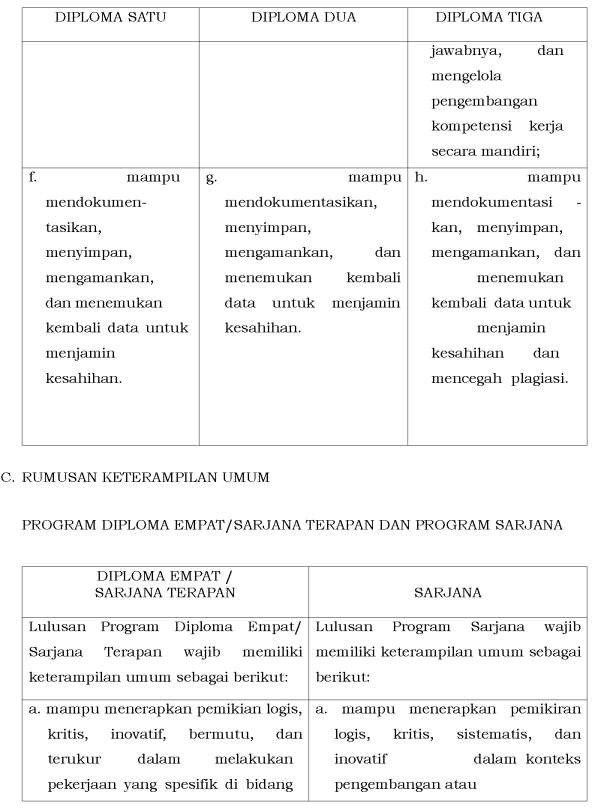 DIPLOMA SATU
DIPLOMA DUA
DIPLOMA TIGA
jawabnya, dan
mengelola
pengembangan
kompetensi kerja
secara mandiri;
f. mampu
mendokumen-
tasikan,
menyimpan,
mengamankan,
dan menemukan
kembali data untuk
menjamin
kesahihan.
g. mampu
mendokumentasikan,
menyimpan,
mengamankan, dan
menemukan kembali
data untuk menjamin
kesahihan.
h. mampu
mendokumentasi -
kan, menyimpan,
mengamankan, dan
menemukan
kembali data untuk
menjamin
kesahihan dan
mencegah plagiasi.
C. RUMUSAN KETERAMPILAN UMUM
PROGRAM DIPLOMA EMPAT/SARJANA TERAPAN DAN PROGRAM SARJANA
DIPLOMA EMPAT /
SARJANA TERAPAN
SARJANA
Lulusan Program Diploma Empat/
Sarjana Terapan wajib memiliki
keterampilan umum sebagai berikut:
Lulusan Program Sarjana wajib
memiliki keterampilan umum sebagai
berikut:
a. mampu menerapkan pemikian logis,
kritis, inovatif, bermutu, dan
terukur dalam melakukan
pekerjaan yang spesifik di bidang
a. mampu menerapkan pemikiran
logis, kritis, sistematis, dan
inovatif dalam konteks
pengembangan atau